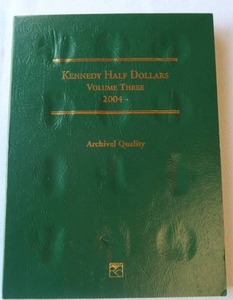 KENNEDY HALF DOLLARS
VOLUME THREE
2004 -
Archival Quality